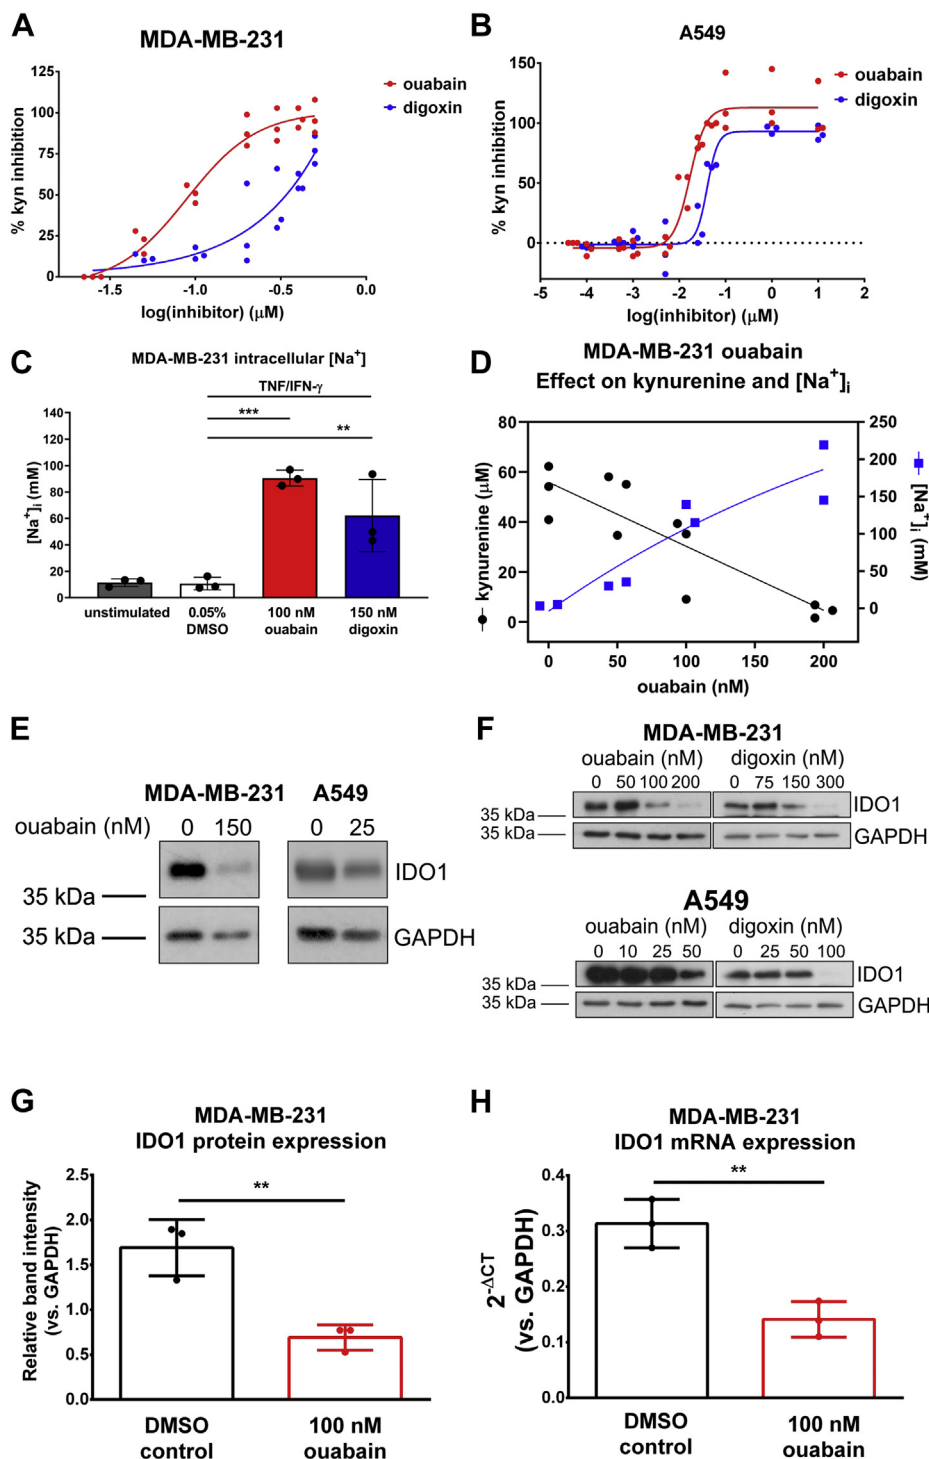 A
MDA-MB-231
125
100
75
50
25
0
% kyn inhibition
-1.5
-1.0
-0.5
0.0
log(inhibitor) (μM)
ouabain
digoxin
B
A549
150
100
50
0
% kyn inhibition
-5
-4
-3
-2
-1
0
1
2
log(inhibitor) (μM)
ouabain
digoxin
C
MDA-MB-231 intracellular [Na⁺]
TNF/IFN-γ
***
**
140
120
100
80
60
40
20
0
[Na⁺]ᵢ (mM)
unstimulated
0.05%
DMSO
100 nM
ouabain
150 nM
digoxin
D
MDA-MB-231 ouabain
Effect on kynurenine and [Na⁺]ᵢ
80
60
40
20
0
kynurenine (μM)
250
200
150
100
50
0
[Na⁺]ᵢ (mM)
0
50
100
150
200
ouabain (nM)
E
MDA-MB-231 A549
ouabain (nM) 0 150 0 25
IDO1
35 kDa
35 kDa
GAPDH
F
MDA-MB-231
ouabain (nM) digoxin (nM)
0 50 100 200 0 75 150 300
IDO1
35 kDa
35 kDa
GAPDH
A549
ouabain (nM) digoxin (nM)
0 10 25 50 0 25 50 100
IDO1
35 kDa
35 kDa
GAPDH
G
MDA-MB-231
IDO1 protein expression
**
2.5
2.0
1.5
1.0
0.5
0.0
Relative band intensity
(vs. GAPDH)
DMSO
control
100 nM
ouabain
H
MDA-MB-231
IDO1 mRNA expression
**
0.4
0.3
0.2
0.1
0.0
2^-ΔCT
(vs. GAPDH)
DMSO
control
100 nM
ouabain